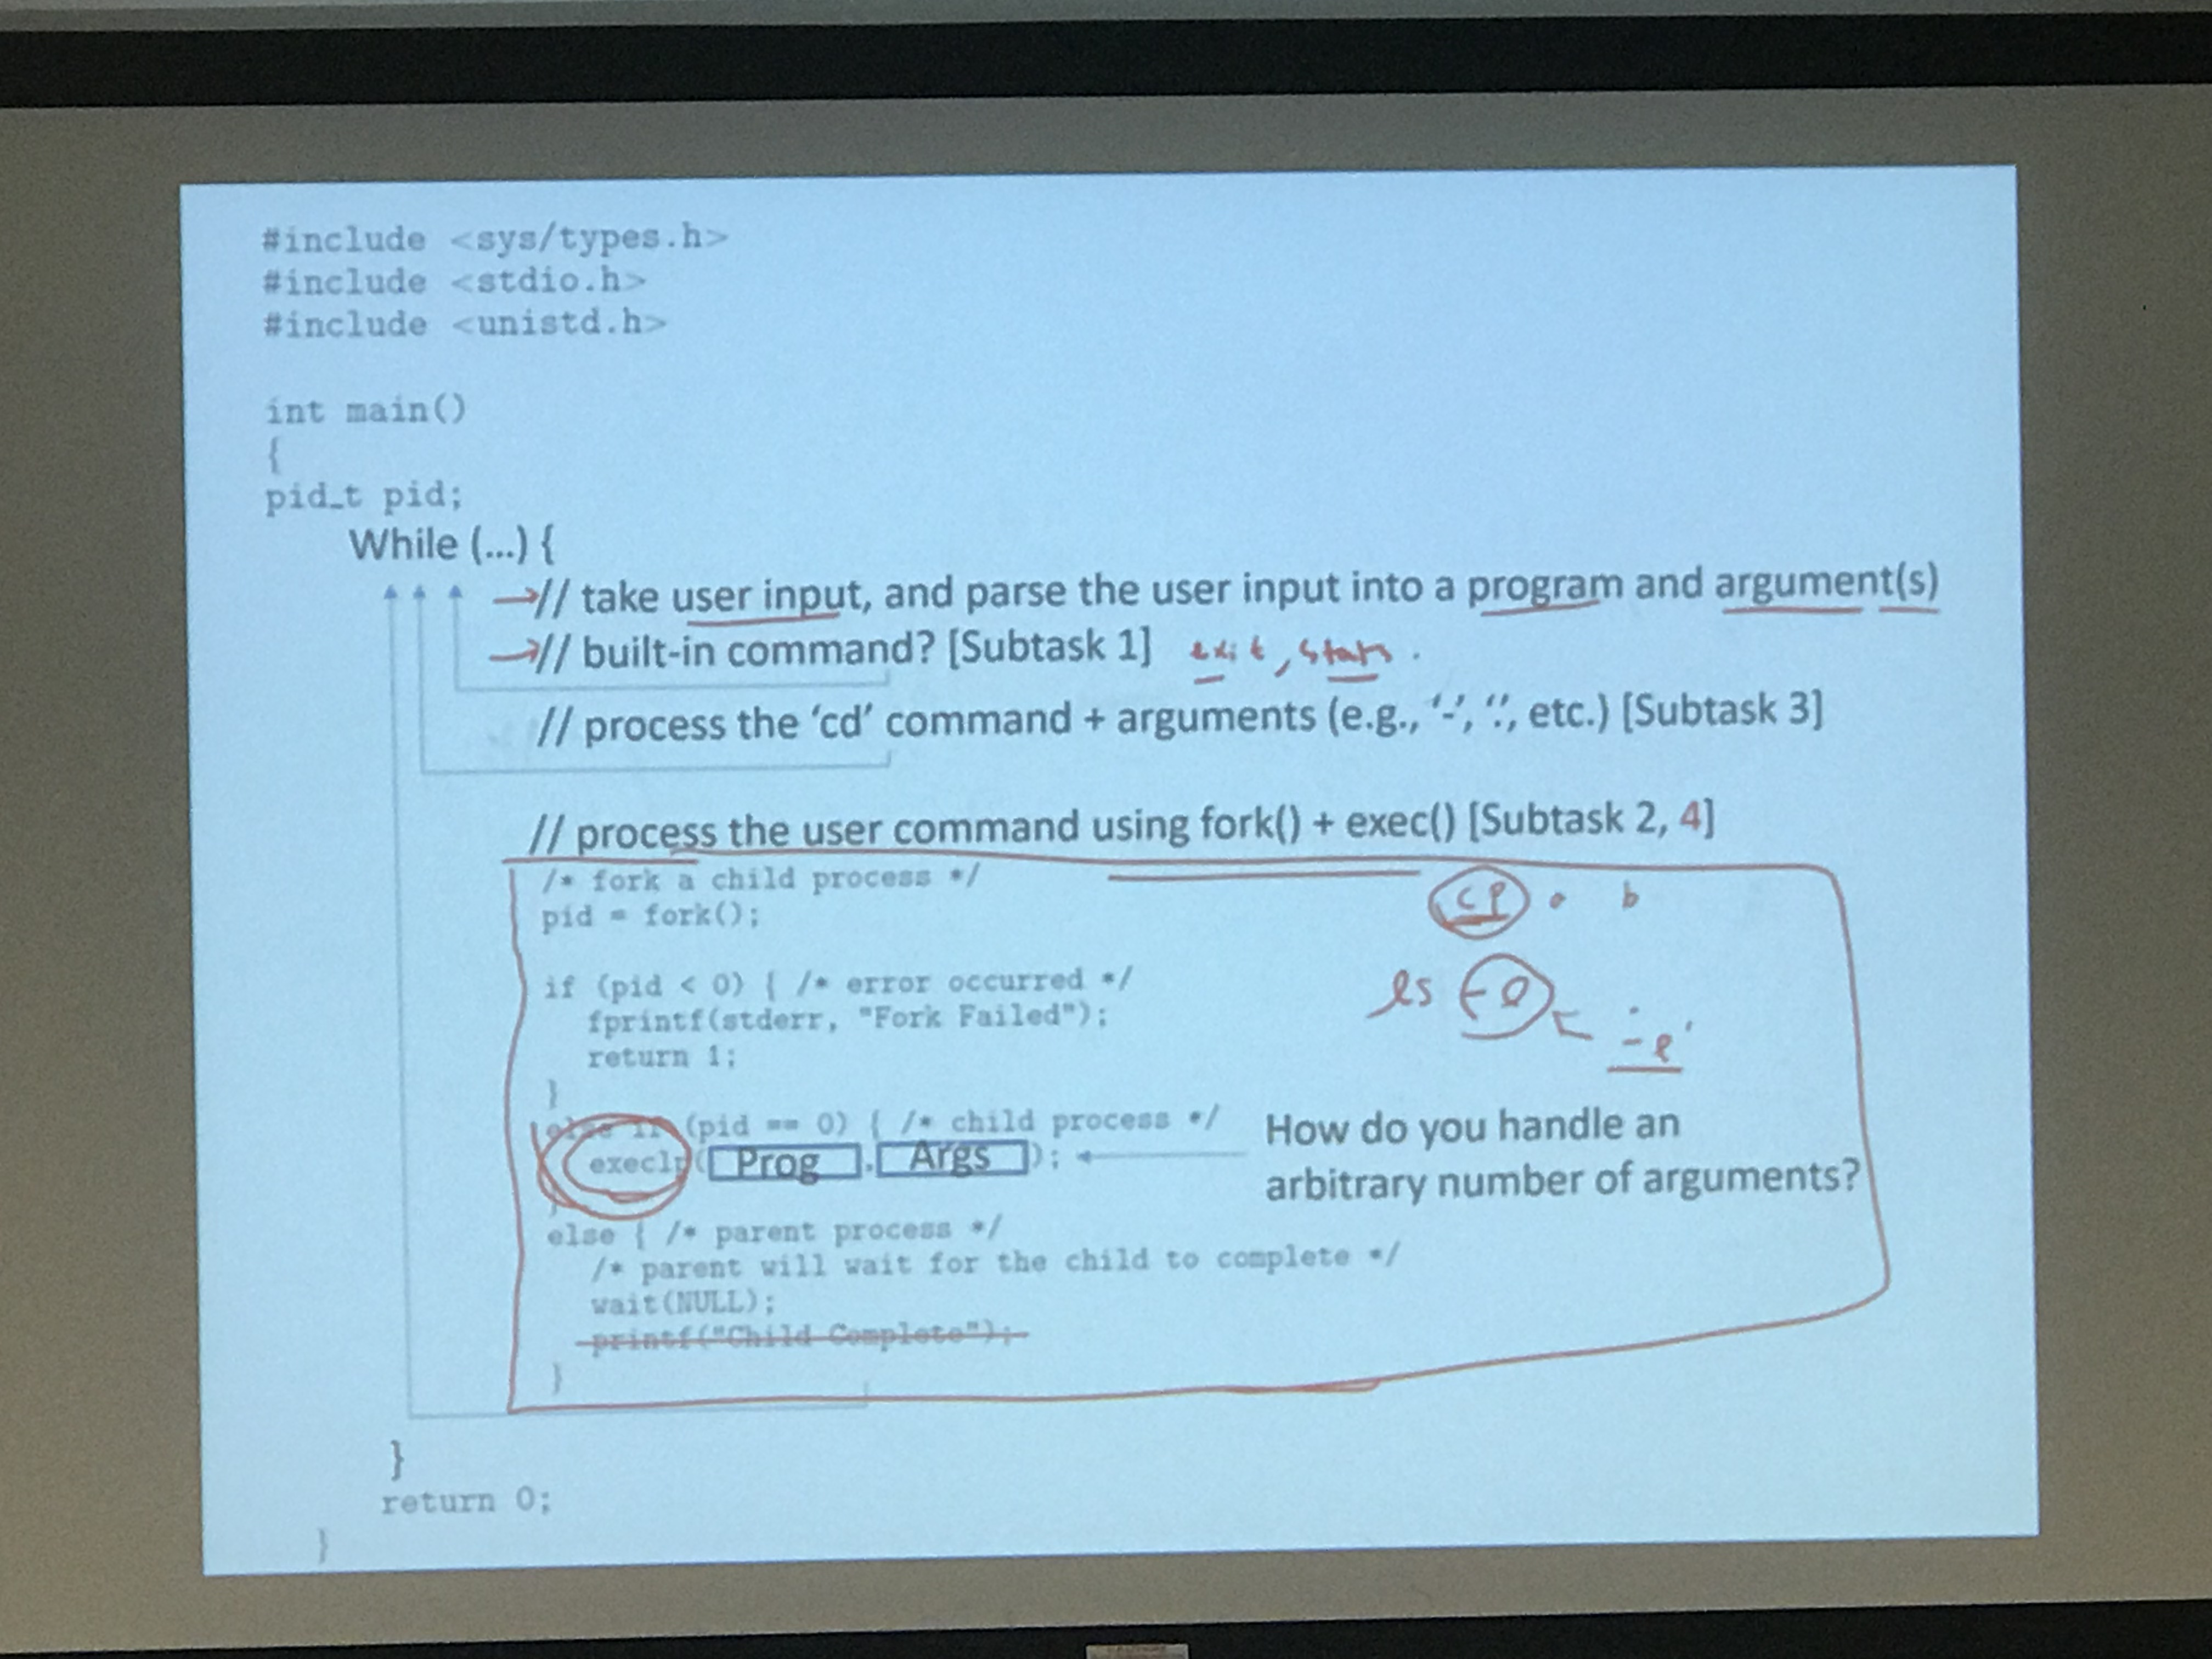 #include <sys/types.h>
#include <stdio.h>
#include <unistd.h>
int main()
{
pid_t pid;
While (...) {
// take user input, and parse the user input into a program and argument(s)
// built-in command? [Subtask 1] exit, stats.
// process the 'cd' command + arguments (e.g., '-', '.', etc.) [Subtask 3]
// process the user command using fork() + exec() [Subtask 2, 4]
/* fork a child process */
pid = fork();
cp a b
if (pid < 0) { /* error occurred */
ls
fprintf(stderr, "Fork Failed");
return 1;
}
else if (pid == 0) { /* child process */
execlp(Prog, Args);
How do you handle an
arbitrary number of arguments?
}
else { /* parent process */
/* parent will wait for the child to complete */
wait(NULL);
printf("Child Complete");
}
}
return 0;
}